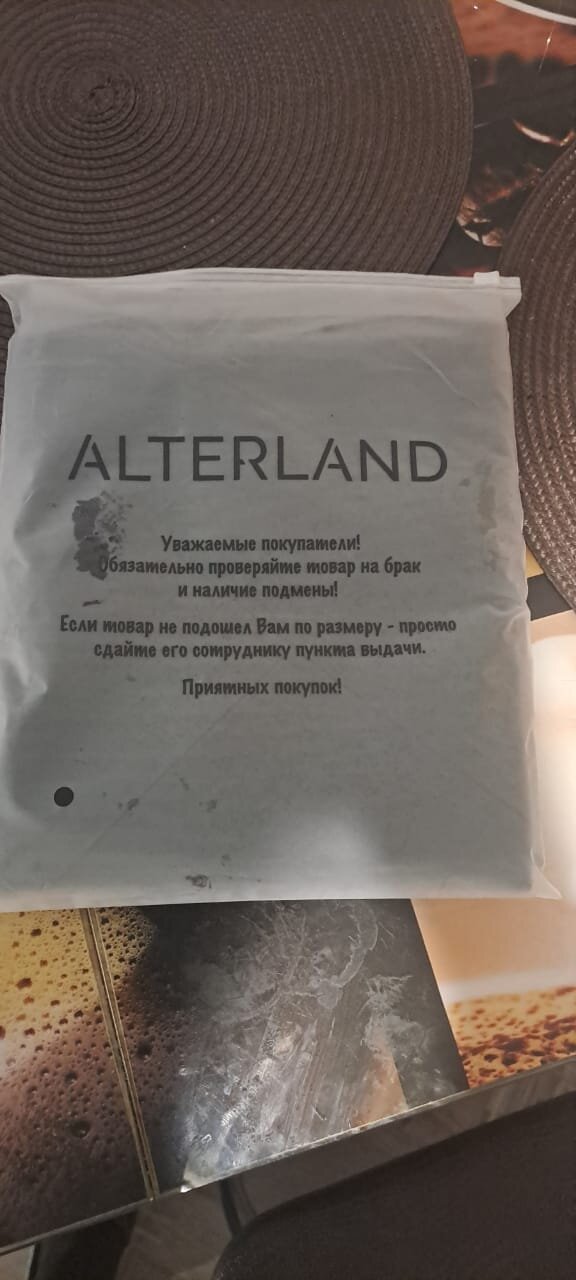 ALTERLAND
Уважаемые покупатели!
Обязательно проверяйте товар на брак
и наличие подмены!
Если товар не подошел Вам по размеру - просто
сдайте его сотруднику пункта выдачи.
Приятных покупок!